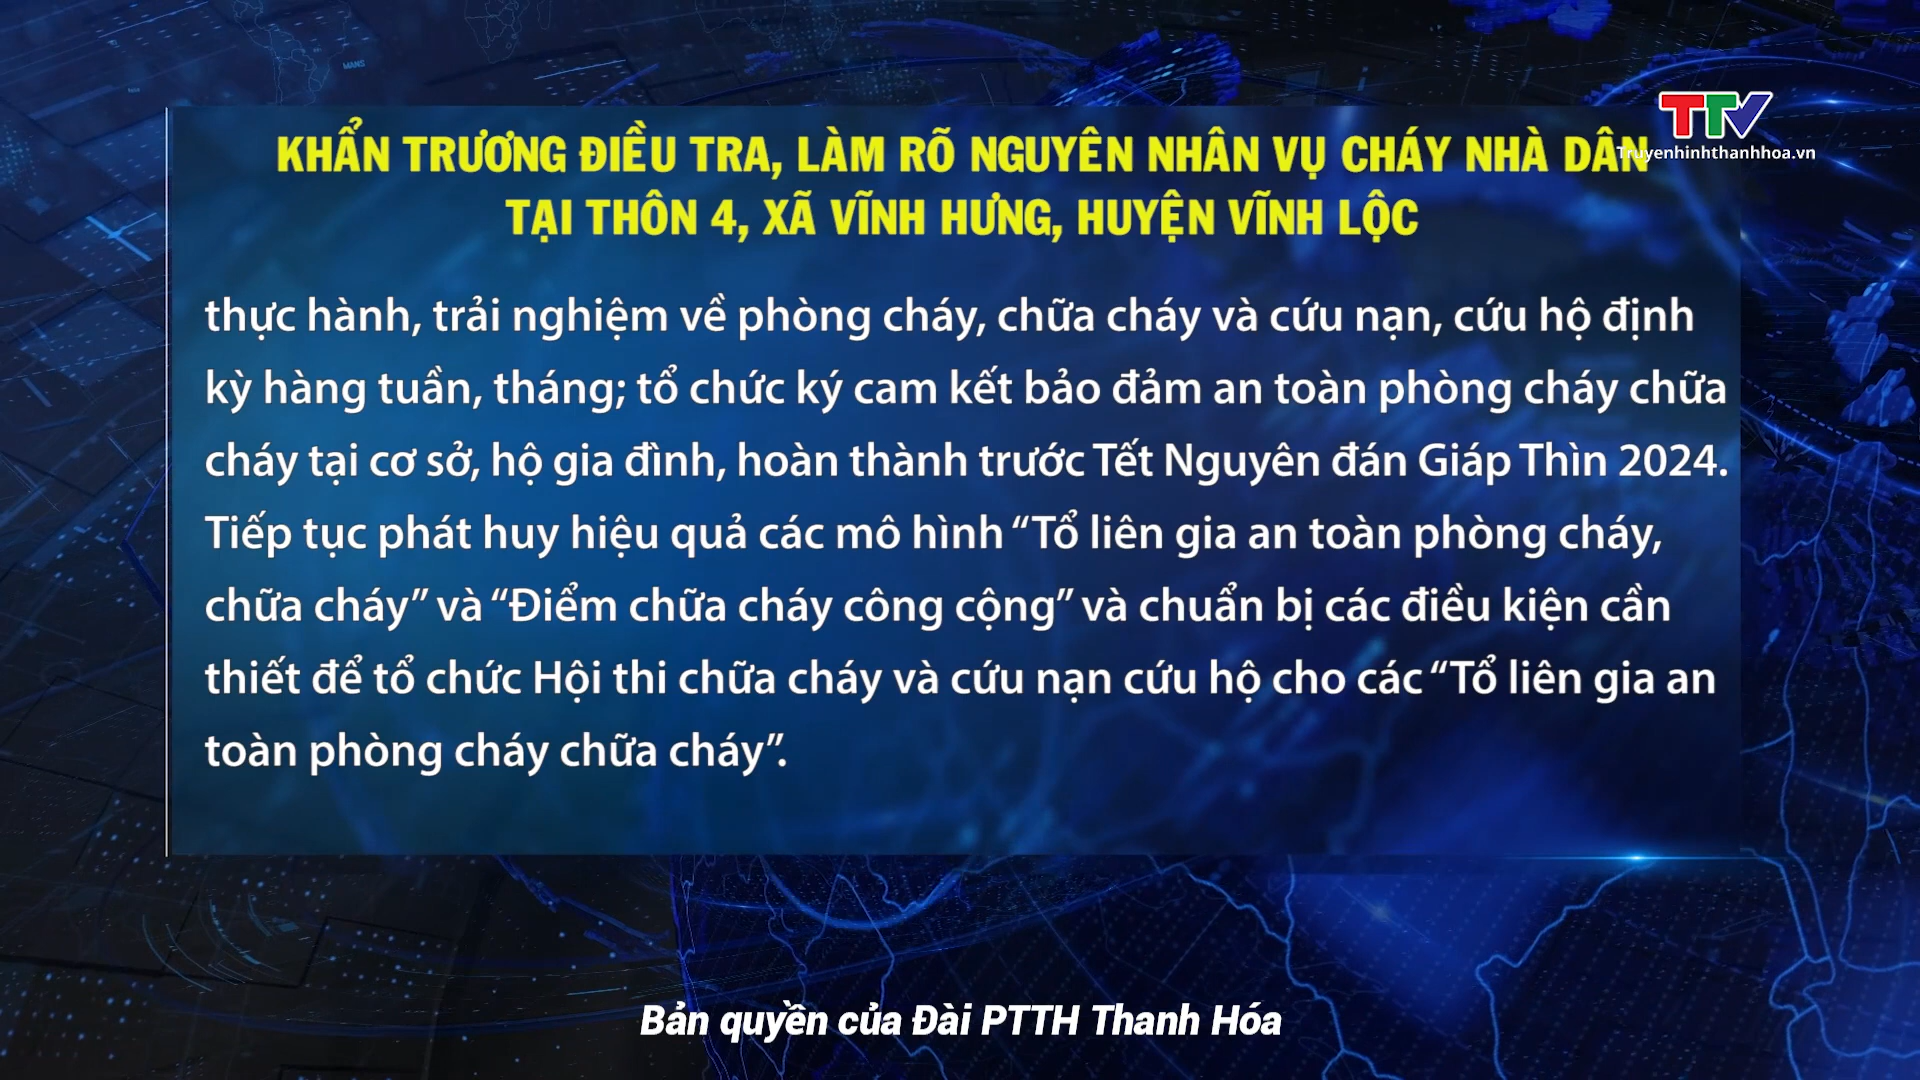 TTV
Truyenhinhthanhhoa.vn
KHẨN TRƯƠNG ĐIỀU TRA, LÀM RÕ NGUYÊN NHÂN VỤ CHÁY NHÀ DÂN
TẠI THÔN 4, XÃ VĨNH HƯNG, HUYỆN VĨNH LỘC
thực hành, trải nghiệm về phòng cháy, chữa cháy và cứu nạn, cứu hộ định
kỳ hàng tuần, tháng; tổ chức ký cam kết bảo đảm an toàn phòng cháy chữa
cháy tại cơ sở, hộ gia đình, hoàn thành trước Tết Nguyên đán Giáp Thìn 2024.
Tiếp tục phát huy hiệu quả các mô hình “Tổ liên gia an toàn phòng cháy,
chữa cháy” và “Điểm chữa cháy công cộng” và chuẩn bị các điều kiện cần
thiết để tổ chức Hội thi chữa cháy và cứu nạn cứu hộ cho các “Tổ liên gia an
toàn phòng cháy chữa cháy”.
Bản quyền của Đài PTTH Thanh Hóa